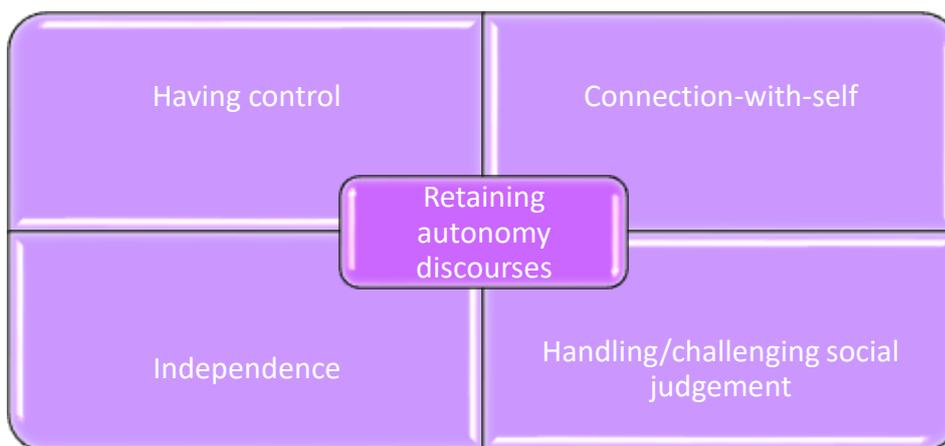 Having control
Connection-with-self
Retaining
autonomy
discourses
Independence
Handling/challenging social
judgement